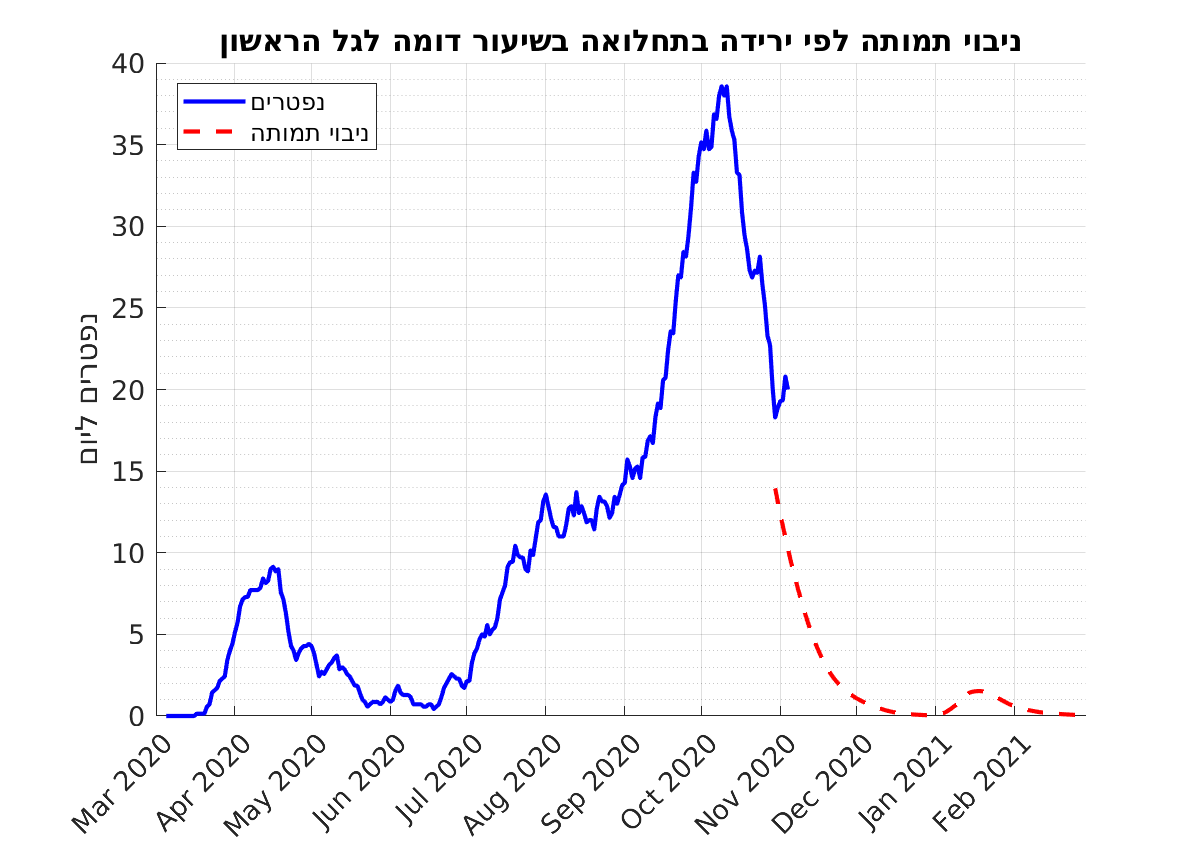 ניבוי תמותה לפי ירידה בתחלואה בשיעור דומה לגל הראשון
נפטרים
ניבוי תמותה
נפטרים ליום
40
35
30
25
20
15
10
5
0
Mar 2020
Apr 2020
May 2020
Jun 2020
Jul 2020
Aug 2020
Sep 2020
Oct 2020
Nov 2020
Dec 2020
Jan 2021
Feb 2021